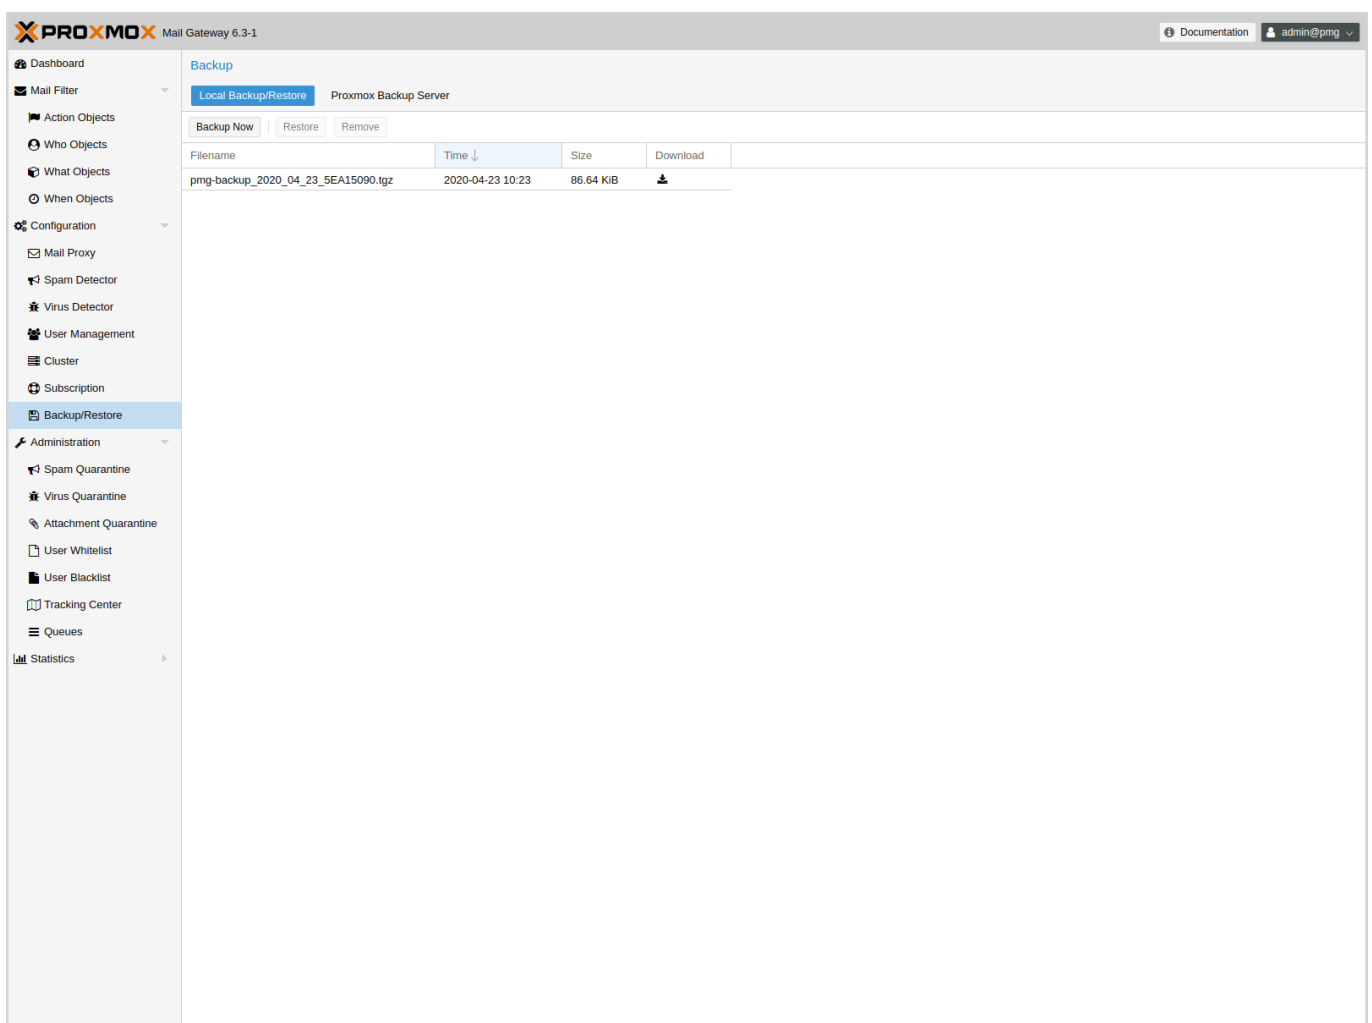 PROXMOX Mail Gateway 6.3-1 Documentation admin@pmg
Dashboard
Mail Filter
Action Objects
Who Objects
What Objects
When Objects
Configuration
Mail Proxy
Spam Detector
Virus Detector
User Management
Cluster
Subscription
Backup/Restore
Administration
Spam Quarantine
Virus Quarantine
Attachment Quarantine
User Whitelist
User Blacklist
Tracking Center
Queues
Statistics
Backup
Local Backup/Restore Proxmox Backup Server
Backup Now Restore Remove
Filename Time Size Download
pmg-backup_2020_04_23_5EA15090.tgz 2020-04-23 10:23 86.64 KiB